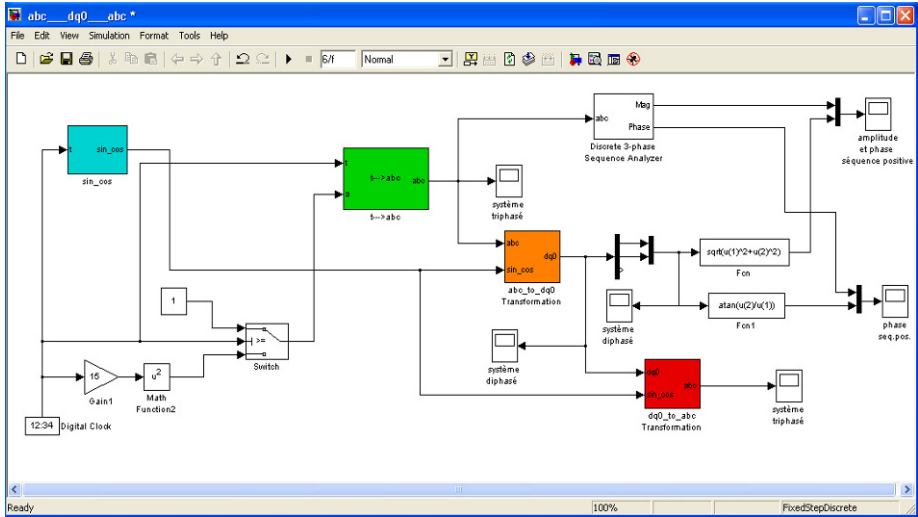 abc___dq0___abc *
File Edit View Simulation Format Tools Help
6/f
Normal
Mag
abc
Phase
Discrete 3-phase
Sequence Analyzer
amplitude
et phase
séquence positive
t
sin_cos
sin_cos
t
t--->abc
abc
a
t--->abc
système
triphasé
abc
dq0
sin_cos
abc_to_dq0
Transformation
sqrt(u(1)^2+u(2)^2)
Fcn
atan(u(2)/u(1))
Fcn1
système
diphasé
phase
seq.pos.
1
| >=
Switch
système
diphasé
15
Gain1
u2
Math
Function2
dq0
abc
sin_cos
dq0_to_abc
Transformation
système
triphasé
12:34
Digital Clock
Ready
100%
FixedStepDiscrete